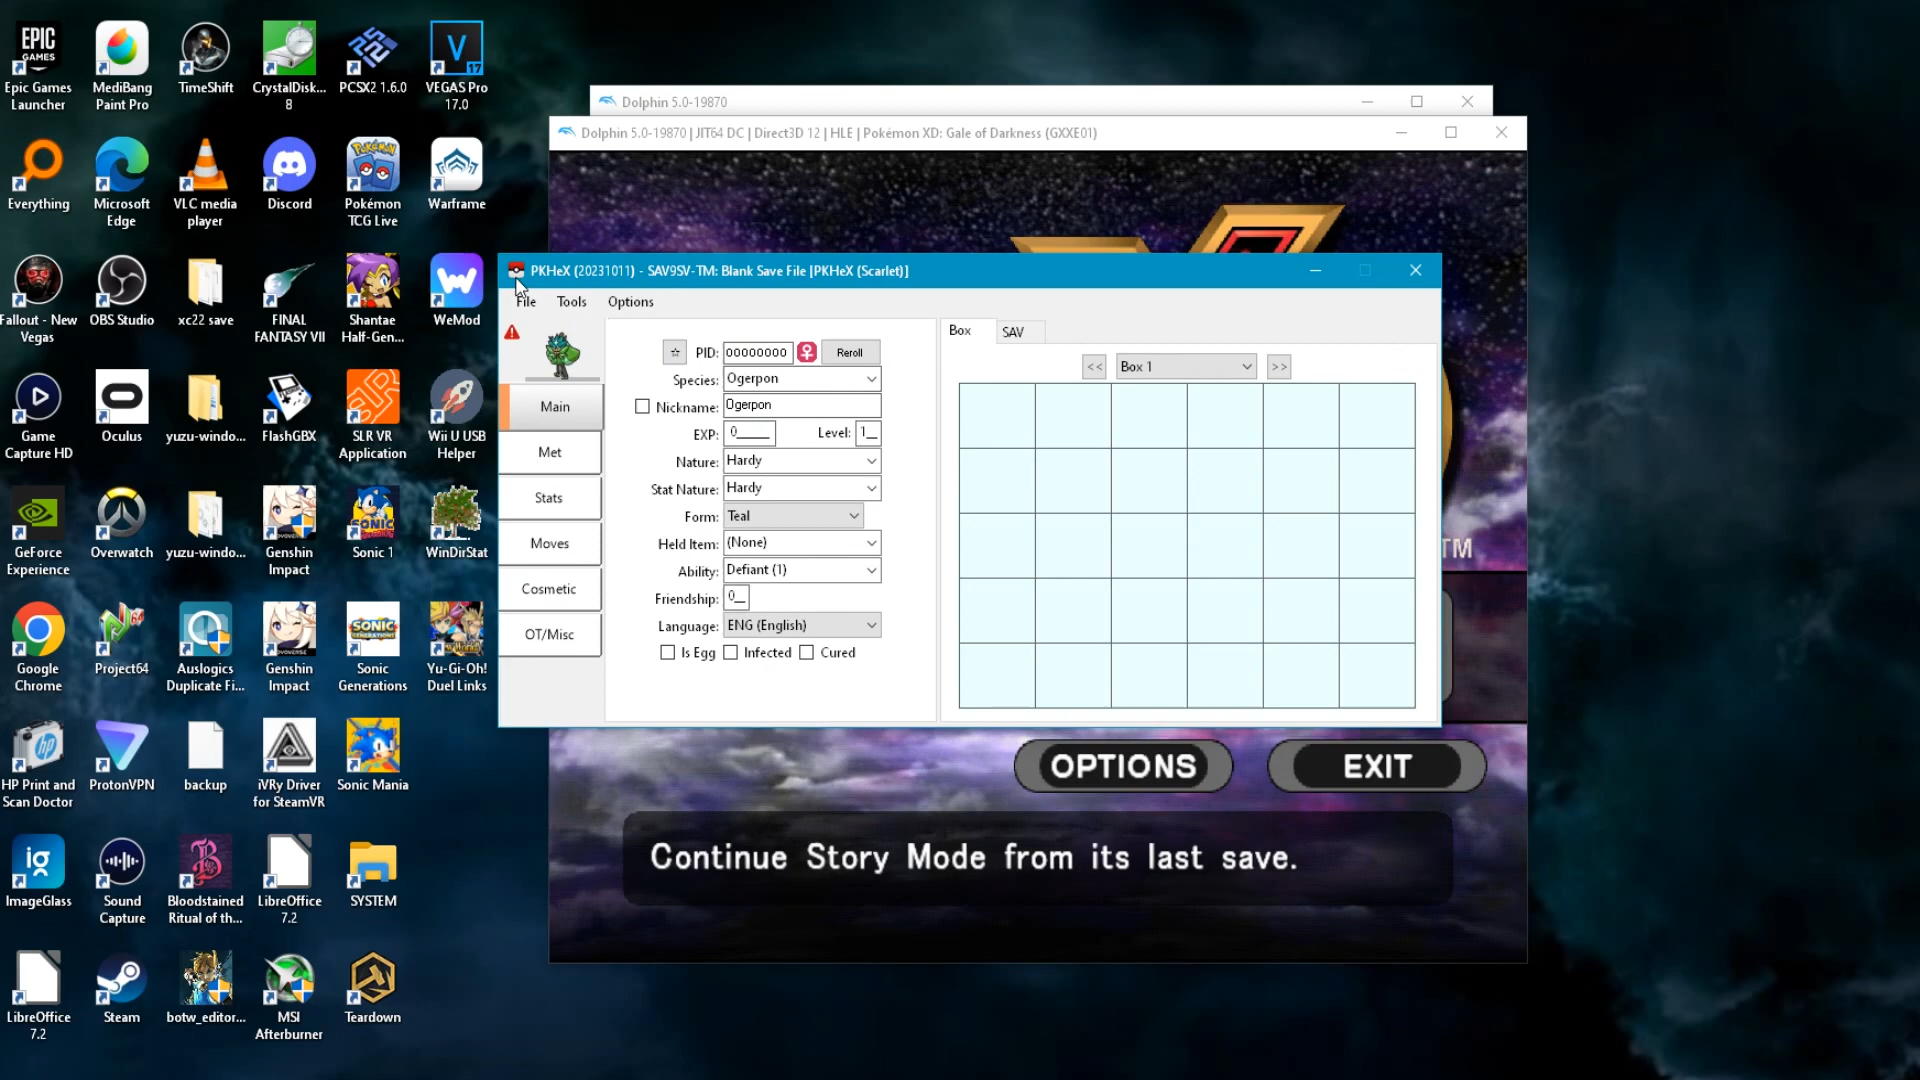 EPIC
GAMES
Epic Games
Launcher
MediBang
Paint Pro
TimeShift
CrystalDisk...
8
PCSX2 1.6.0
V
17
VEGAS Pro
17.0
Everything
Microsoft
Edge
VLC media
player
Discord
Pokémon
TCG Live
Warframe
Fallout - New
Vegas
OBS Studio
xc22 save
FINAL
FANTASY VII
Shantae
Half-Gen...
WeMod
Game
Capture HD
Oculus
yuzu-windo...
FlashGBX
SLR
SLR VR
Application
Wii U USB
Helper
GeForce
Experience
Overwatch
yuzu-windo...
Genshin
Impact
Sonic 1
WinDirStat
Google
Chrome
Project64
Auslogics
Duplicate Fi...
Genshin
Impact
Sonic
Generations
Yu-Gi-Oh!
Duel Links
HP Print and
Scan Doctor
ProtonVPN
backup
iVRy Driver
for SteamVR
Sonic Mania
ig
ImageGlass
Sound
Capture
Bloodstained
Ritual of th...
LibreOffice
7.2
SYSTEM
LibreOffice
7.2
Steam
botw_editor...
MSI
Afterburner
Teardown
Dolphin 5.0-19870
Dolphin 5.0-19870 | JIT64 DC | Direct3D 12 | HLE | Pokémon XD: Gale of Darkness (GXXE01)
PKHeX (20231011) - SAV9SV-TM: Blank Save File [PKHeX (Scarlet)]
File Tools Options
Main
Met
Stats
Moves
Cosmetic
OT/Misc
PID: 00000000 Reroll
Species: Ogerpon
Nickname: Ogerpon
EXP: 0_____ Level: 1__
Nature: Hardy
Stat Nature: Hardy
Form: Teal
Held Item: (None)
Ability: Defiant (1)
Friendship: 0__
Language: ENG (English)
Is Egg Infected Cured
Box SAV
<< Box 1 >>
TM
OPTIONS EXIT
Continue Story Mode from its last save.